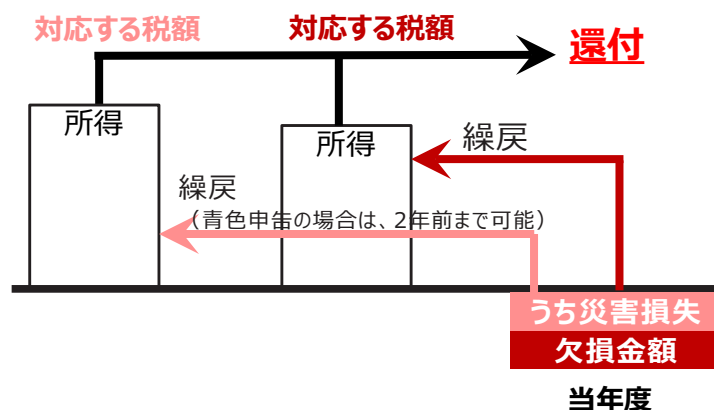 対応する税額
対応する税額
還付
所得
所得
繰戻
繰戻
（青色申告の場合は、2年前まで可能）
うち災害損失
欠損金額
当年度